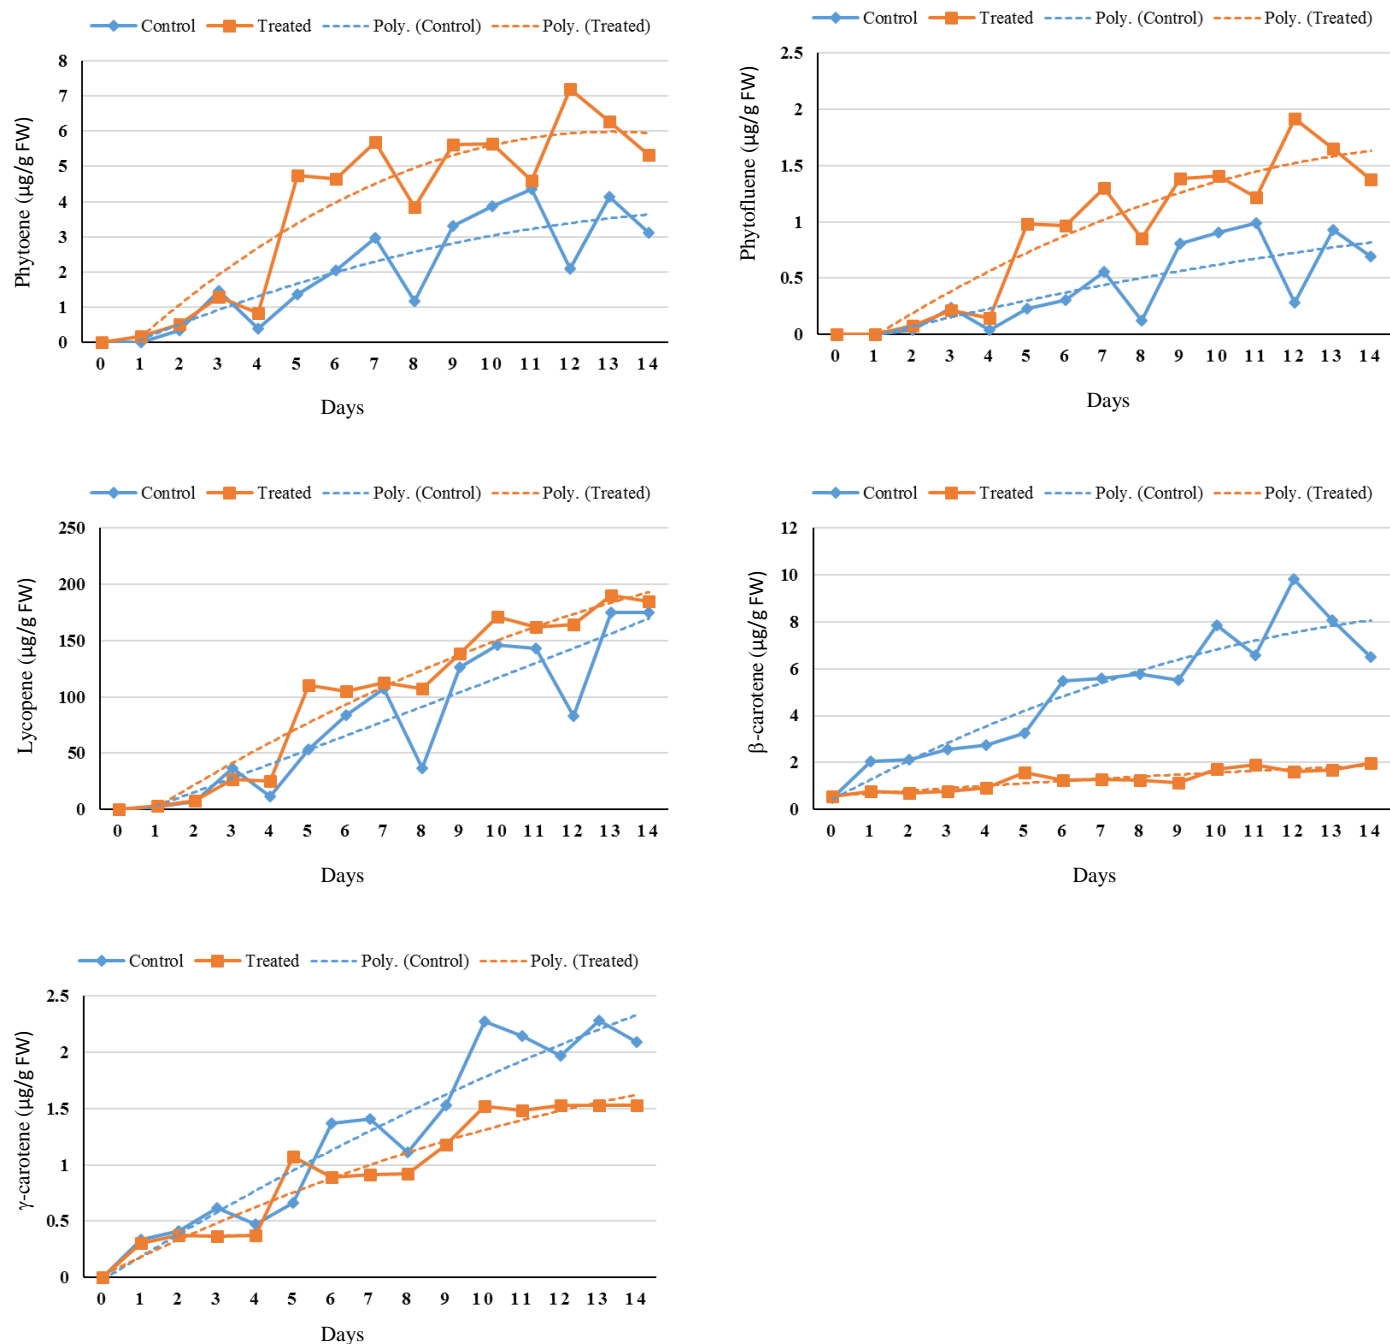 Control Treated Poly. (Control) Poly. (Treated)
8
7
6
5
4
3
2
1
0
Phytoene (µg/g FW)
0 1 2 3 4 5 6 7 8 9 10 11 12 13 14
Days
Control Treated Poly. (Control) Poly. (Treated)
2.5
2
1.5
1
0.5
0
Phytofluene (µg/g FW)
0 1 2 3 4 5 6 7 8 9 10 11 12 13 14
Days
Control Treated Poly. (Control) Poly. (Treated)
250
200
150
100
50
0
Lycopene (µg/g FW)
0 1 2 3 4 5 6 7 8 9 10 11 12 13 14
Days
Control Treated Poly. (Control) Poly. (Treated)
12
10
8
6
4
2
0
β-carotene (µg/g FW)
0 1 2 3 4 5 6 7 8 9 10 11 12 13 14
Days
Control Treated Poly. (Control) Poly. (Treated)
2.5
2
1.5
1
0.5
0
γ-carotene (µg/g FW)
0 1 2 3 4 5 6 7 8 9 10 11 12 13 14
Days